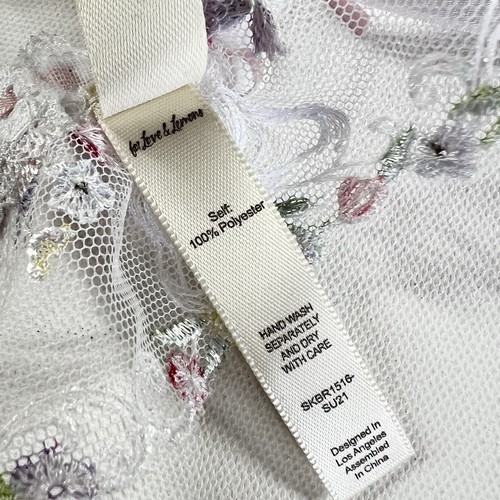 for Love & Lemons
Self:
100% Polyester
HAND WASH
SEPARATELY
AND DRY
WITH CARE
SKBR1516-
SU21
Designed in
Los Angeles
Assembled
in China